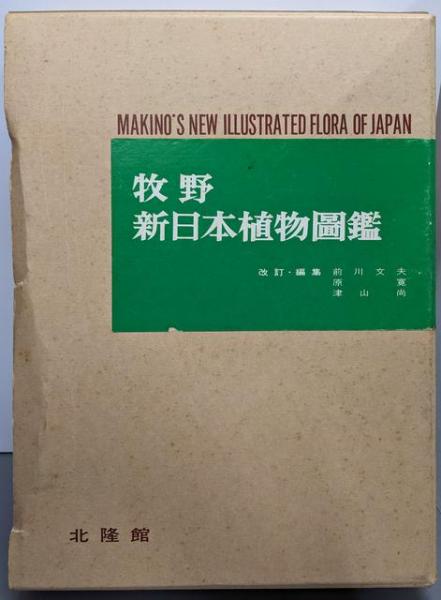 MAKINO'S NEW ILLUSTRATED FLORA OF JAPAN
牧野
新日本植物圖鑑
改訂・編集 前川文夫
原寛
津山尚
北隆館